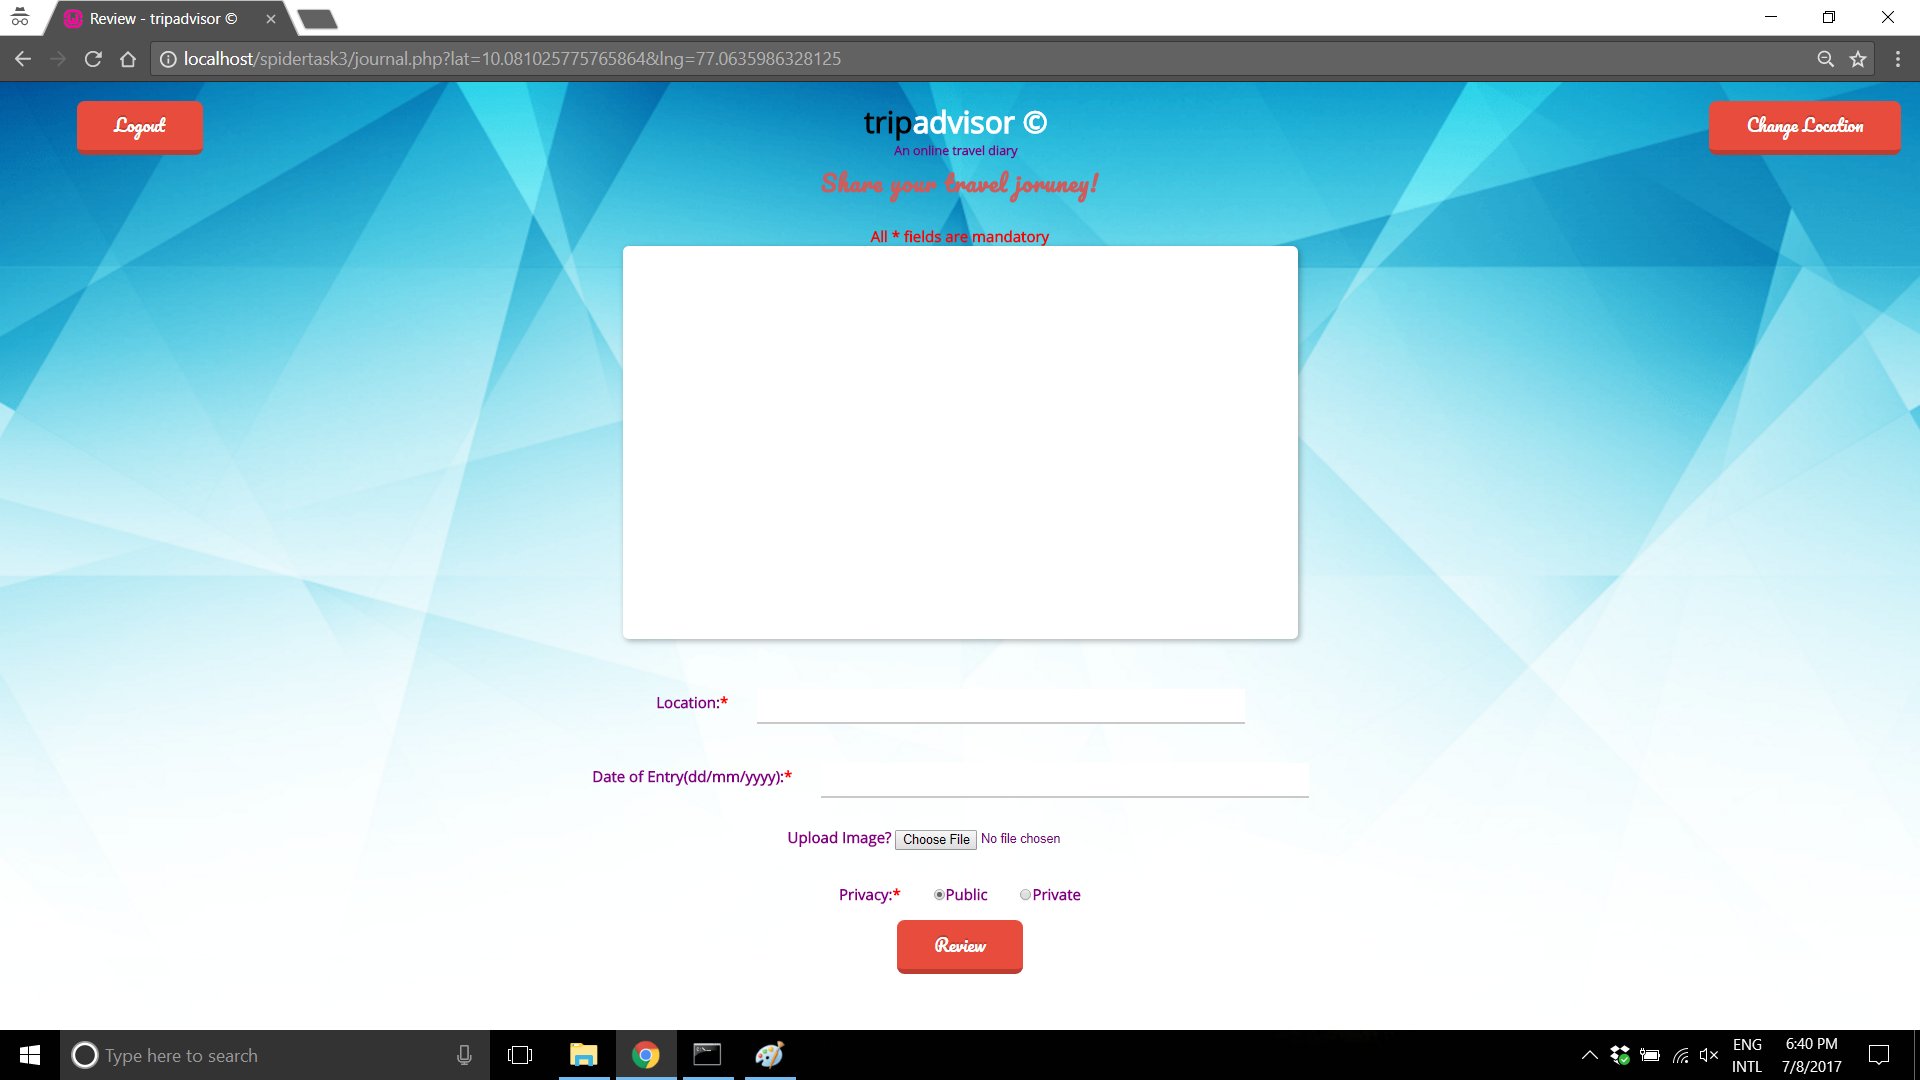 Review - tripadvisor ©
localhost/spidertask3/journal.php?lat=10.081025775765864&lng=77.0635986328125
Logout
tripadvisor ©
Change Location
An online travel diary
Share your travel joruney!
All * fields are mandatory
Location:*
Date of Entry(dd/mm/yyyy):*
Upload Image? Choose File No file chosen
Privacy:* Public Private
Review
Type here to search
ENG
INTL
6:40 PM
7/8/2017